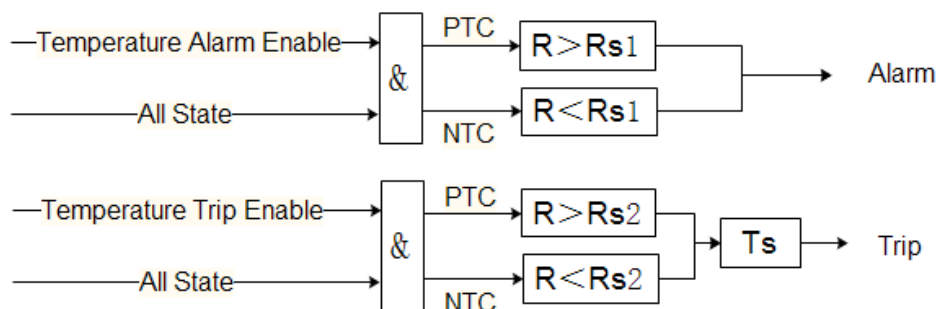 Temperature Alarm Enable
All State
&
PTC
NTC
R＞Rs1
R＜Rs1
Alarm
Temperature Trip Enable
All State
&
PTC
NTC
R＞Rs2
R＜Rs2
Ts
Trip